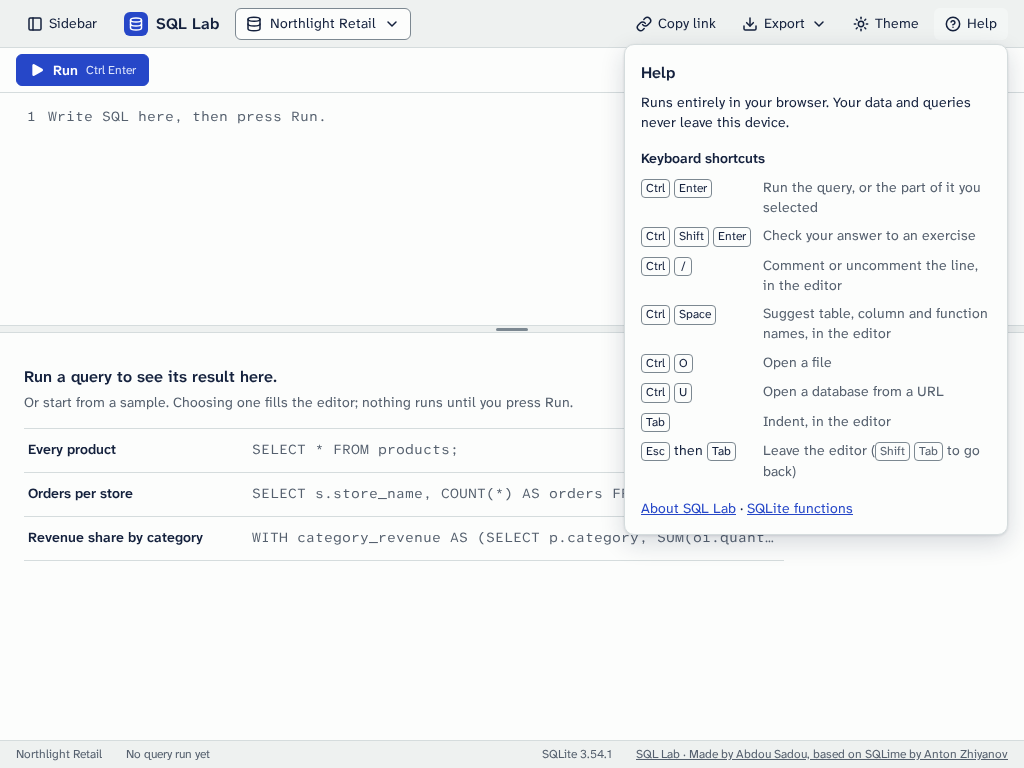 Sidebar
SQL Lab
Northlight Retail
Copy link
Export
Theme
Help
Run Ctrl Enter
1 Write SQL here, then press Run.
Help
Runs entirely in your browser. Your data and queries
never leave this device.
Keyboard shortcuts
Ctrl Enter Run the query, or the part of it you
selected
Ctrl Shift Enter Check your answer to an exercise
Ctrl / Comment or uncomment the line,
in the editor
Ctrl Space Suggest table, column and function
names, in the editor
Ctrl O Open a file
Ctrl U Open a database from a URL
Tab Indent, in the editor
Esc then Tab Leave the editor (Shift Tab to go
back)
About SQL Lab · SQLite functions
Run a query to see its result here.
Or start from a sample. Choosing one fills the editor; nothing runs until you press Run.
Every product SELECT * FROM products;
Orders per store SELECT s.store_name, COUNT(*) AS orders
Revenue share by category WITH category_revenue AS (SELECT p.category, SUM(oi.quant…
Northlight Retail No query run yet SQLite 3.54.1 SQL Lab · Made by Abdou Sadou, based on SQLime by Anton Zhiyanov